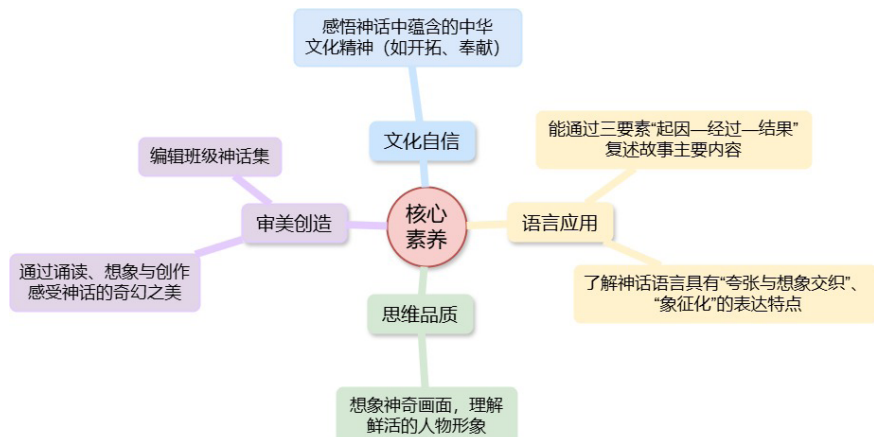 感悟神话中蕴含的中华
文化精神（如开拓、奉献）
文化自信
能通过三要素“起因—经过—结果”
复述故事主要内容
编辑班级神话集
核心
素养
语言应用
审美创造
通过诵读、想象与创作
感受神话的奇幻之美
了解神话语言具有“夸张与想象交织”、
“象征化”的表达特点
思维品质
想象神奇画面，理解
鲜活的人物形象